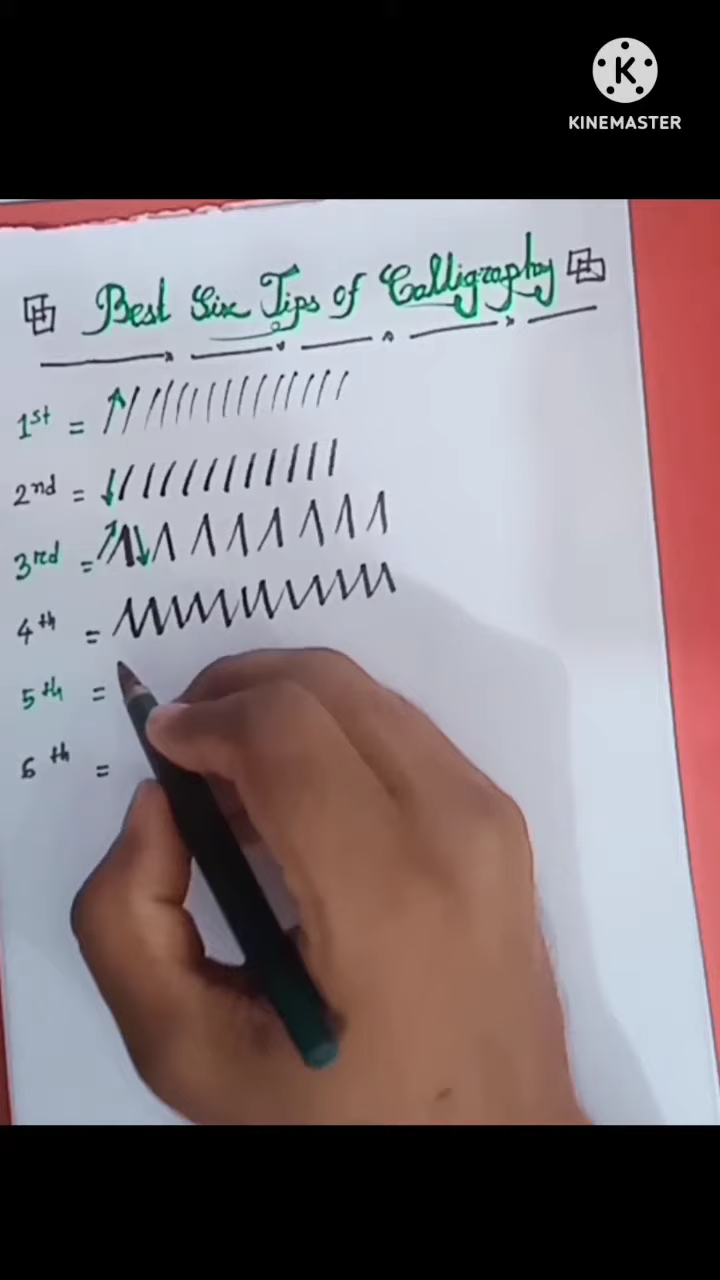 KINEMASTER
Best Six Tips of Calligraphy
1st =
2nd =
3rd =
4th =
5th =
6th =